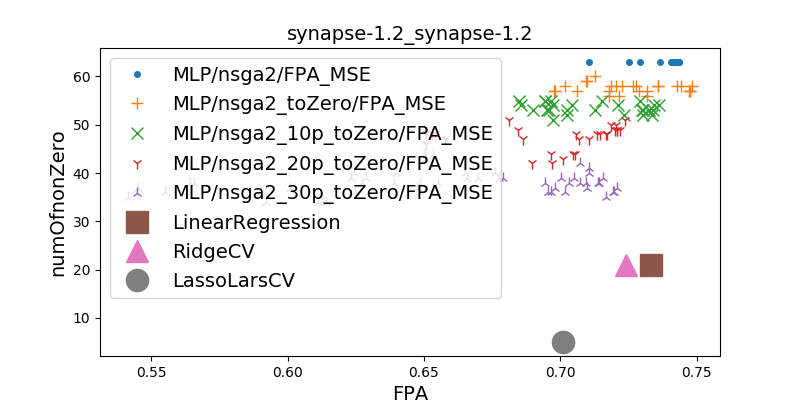 synapse-1.2_synapse-1.2
numOfnonZero
60
50
40
30
20
10
MLP/nsga2/FPA_MSE
MLP/nsga2_toZero/FPA_MSE
MLP/nsga2_10p_toZero/FPA_MSE
MLP/nsga2_20p_toZero/FPA_MSE
MLP/nsga2_30p_toZero/FPA_MSE
LinearRegression
RidgeCV
LassoLarsCV
0.55 0.60 0.65 0.70 0.75
FPA